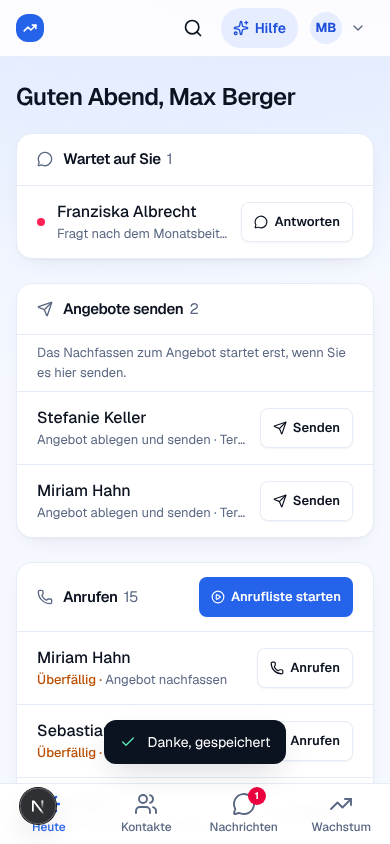 Hilfe
MB
Guten Abend, Max Berger
Wartet auf Sie 1
Franziska Albrecht
Fragt nach dem Monatsbeit...
Antworten
Angebote senden 2
Das Nachfassen zum Angebot startet erst, wenn Sie
es hier senden.
Stefanie Keller
Angebot ablegen und senden · Ter...
Senden
Miriam Hahn
Angebot ablegen und senden · Ter...
Senden
Anrufen 15
Anrufliste starten
Miriam Hahn
Überfällig · Angebot nachfassen
Anrufen
Sebastia
Überfällig ·
Anrufen
Danke, gespeichert
N
Heute
Kontakte
1
Nachrichten
Wachstum